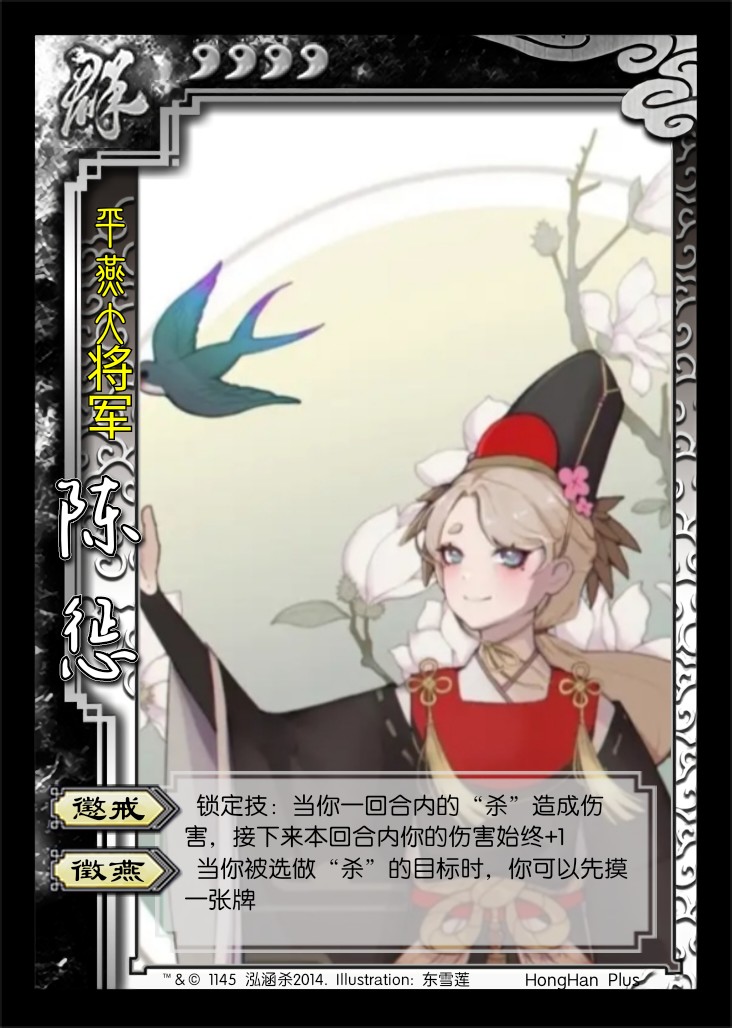 群
平燕大将军
陈惩
懲戒
锁定技：当你一回合内的“杀”造成伤
害，接下来本回合内你的伤害始终+1
徵燕
当你被选做“杀”的目标时，你可以先摸
一张牌
™&© 1145 泓涵杀2014. Illustration: 东雪莲
HongHan Plus